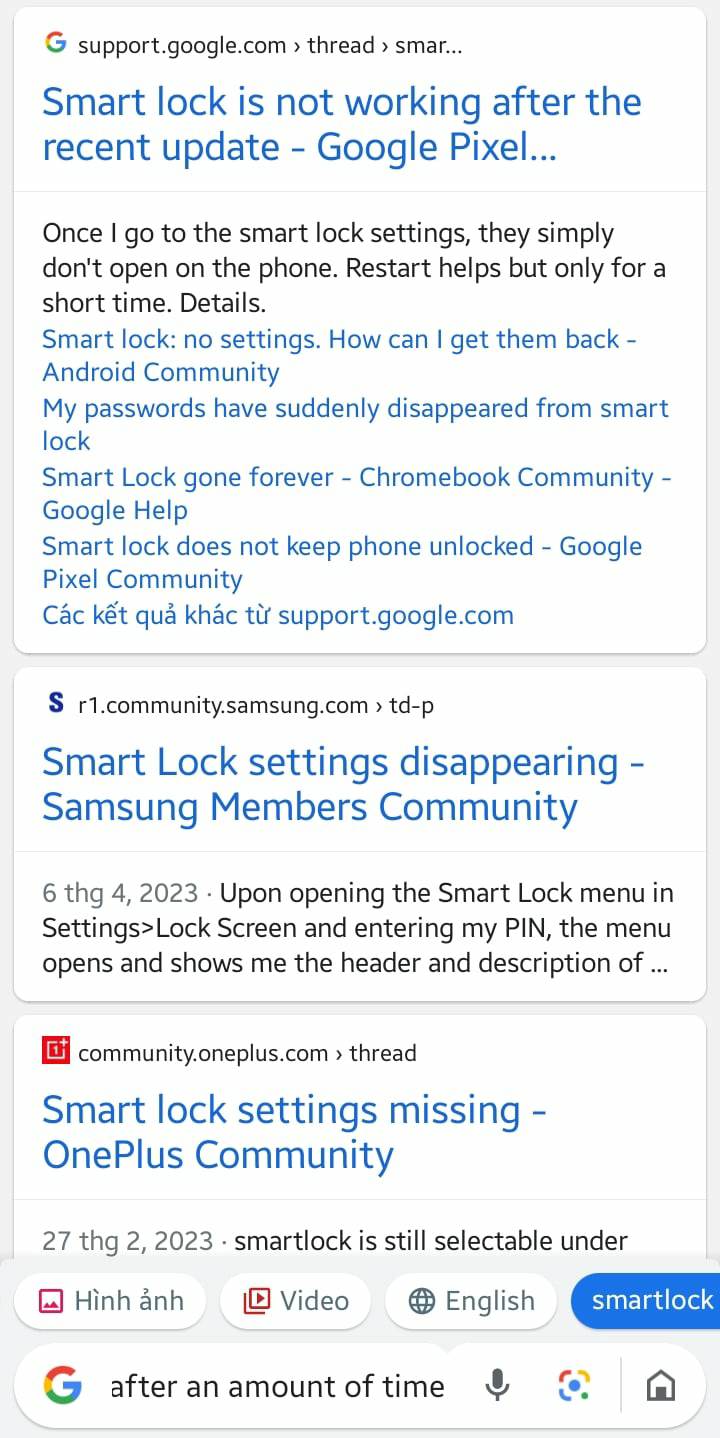 support.google.com › thread › smar...
Smart lock is not working after the
recent update - Google Pixel...
Once I go to the smart lock settings, they simply
don't open on the phone. Restart helps but only for a
short time. Details.
Smart lock: no settings. How can I get them back -
Android Community
My passwords have suddenly disappeared from smart
lock
Smart Lock gone forever - Chromebook Community -
Google Help
Smart lock does not keep phone unlocked - Google
Pixel Community
Các kết quả khác từ support.google.com
S r1.community.samsung.com › td-p
Smart Lock settings disappearing -
Samsung Members Community
6 thg 4, 2023 · Upon opening the Smart Lock menu in
Settings>Lock Screen and entering my PIN, the menu
opens and shows me the header and description of ...
community.oneplus.com › thread
Smart lock settings missing -
OnePlus Community
27 thg 2, 2023 · smartlock is still selectable under
Hình ảnh Video English smartlock
after an amount of time